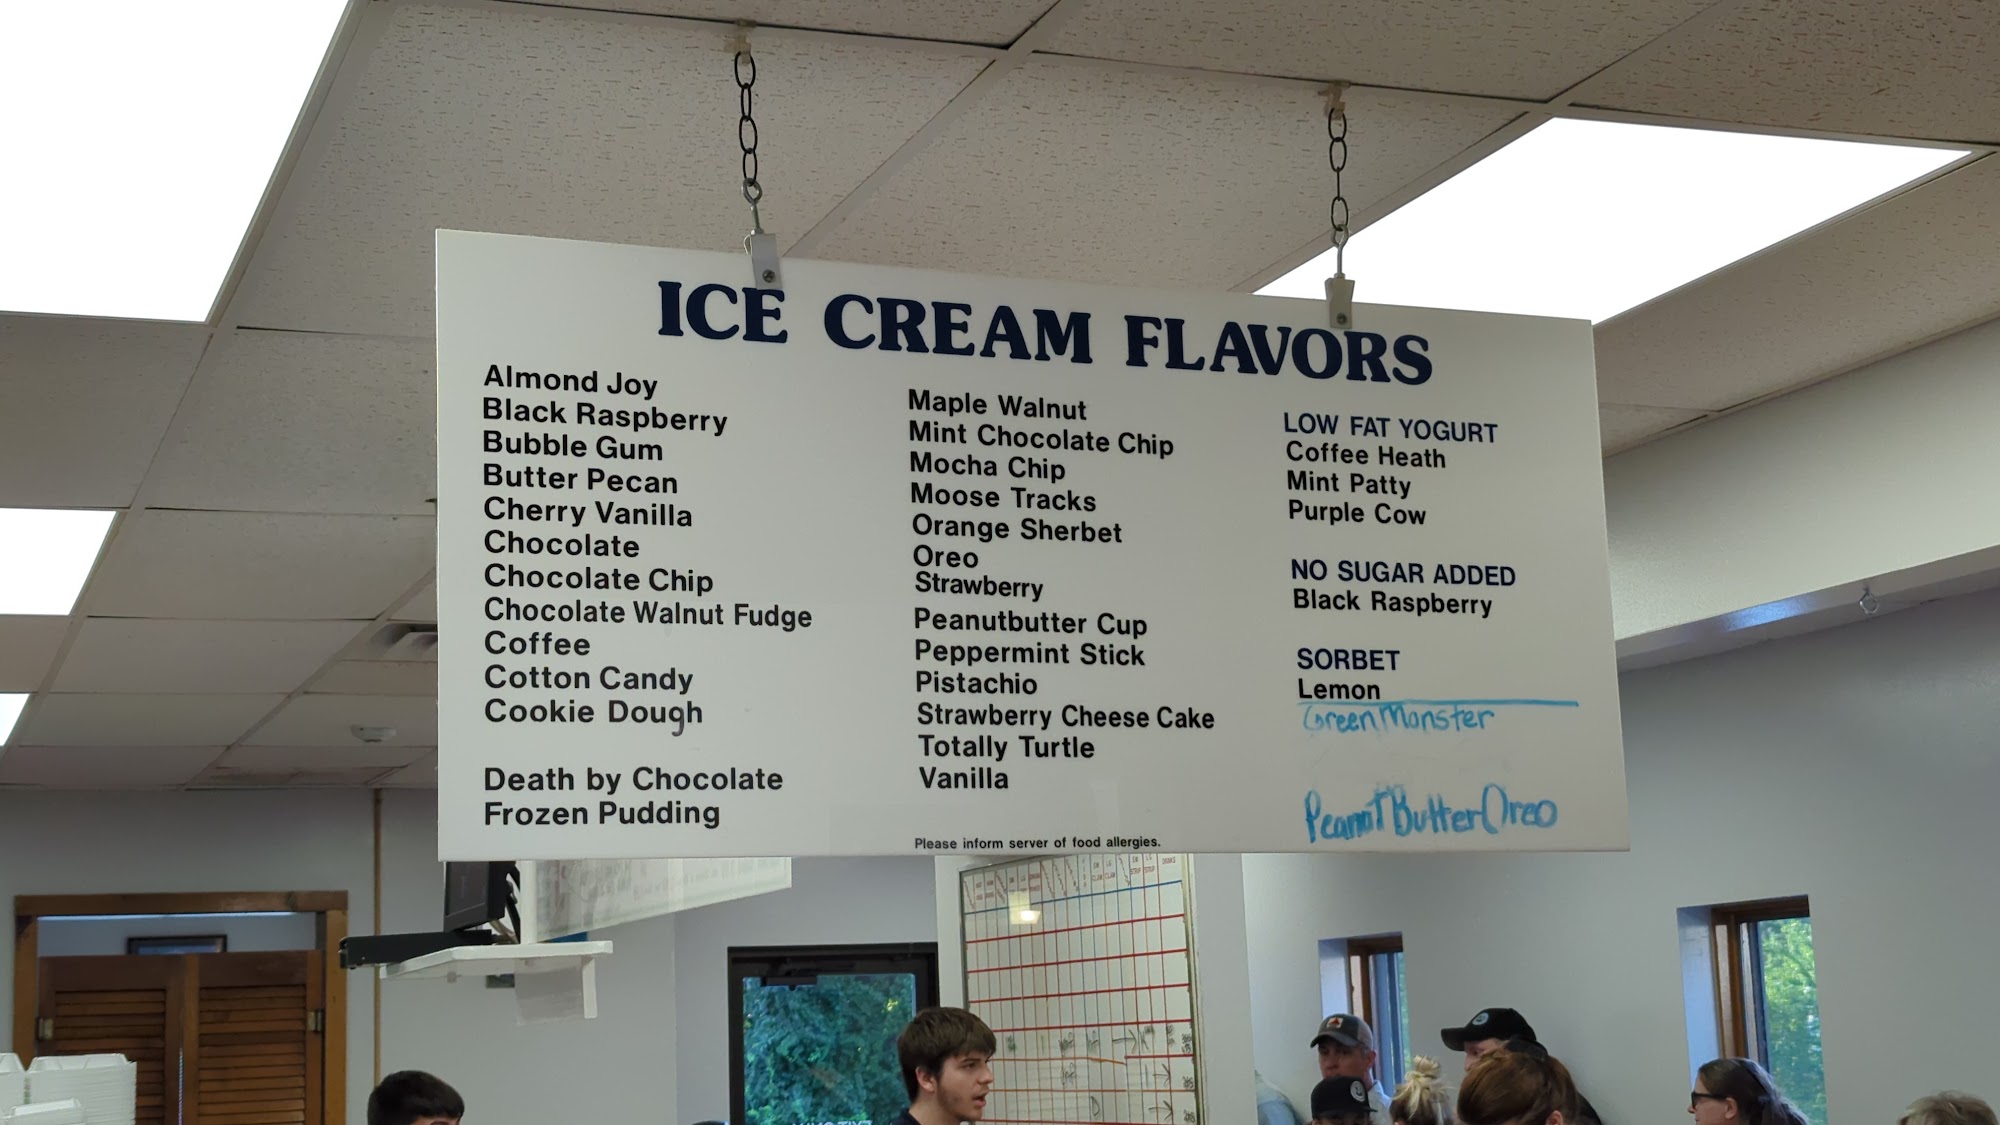 ICE CREAM FLAVORS
Almond Joy
Black Raspberry
Bubble Gum
Butter Pecan
Cherry Vanilla
Chocolate
Chocolate Chip
Chocolate Walnut Fudge
Coffee
Cotton Candy
Cookie Dough
Death by Chocolate
Frozen Pudding
Maple Walnut
Mint Chocolate Chip
Mocha Chip
Moose Tracks
Orange Sherbet
Oreo
Strawberry
Peanutbutter Cup
Peppermint Stick
Pistachio
Strawberry Cheese Cake
Totally Turtle
Vanilla
Please inform server of food allergies.
LOW FAT YOGURT
Coffee Heath
Mint Patty
Purple Cow
NO SUGAR ADDED
Black Raspberry
SORBET
Lemon
Green Monster
Peanut Butter Oreo